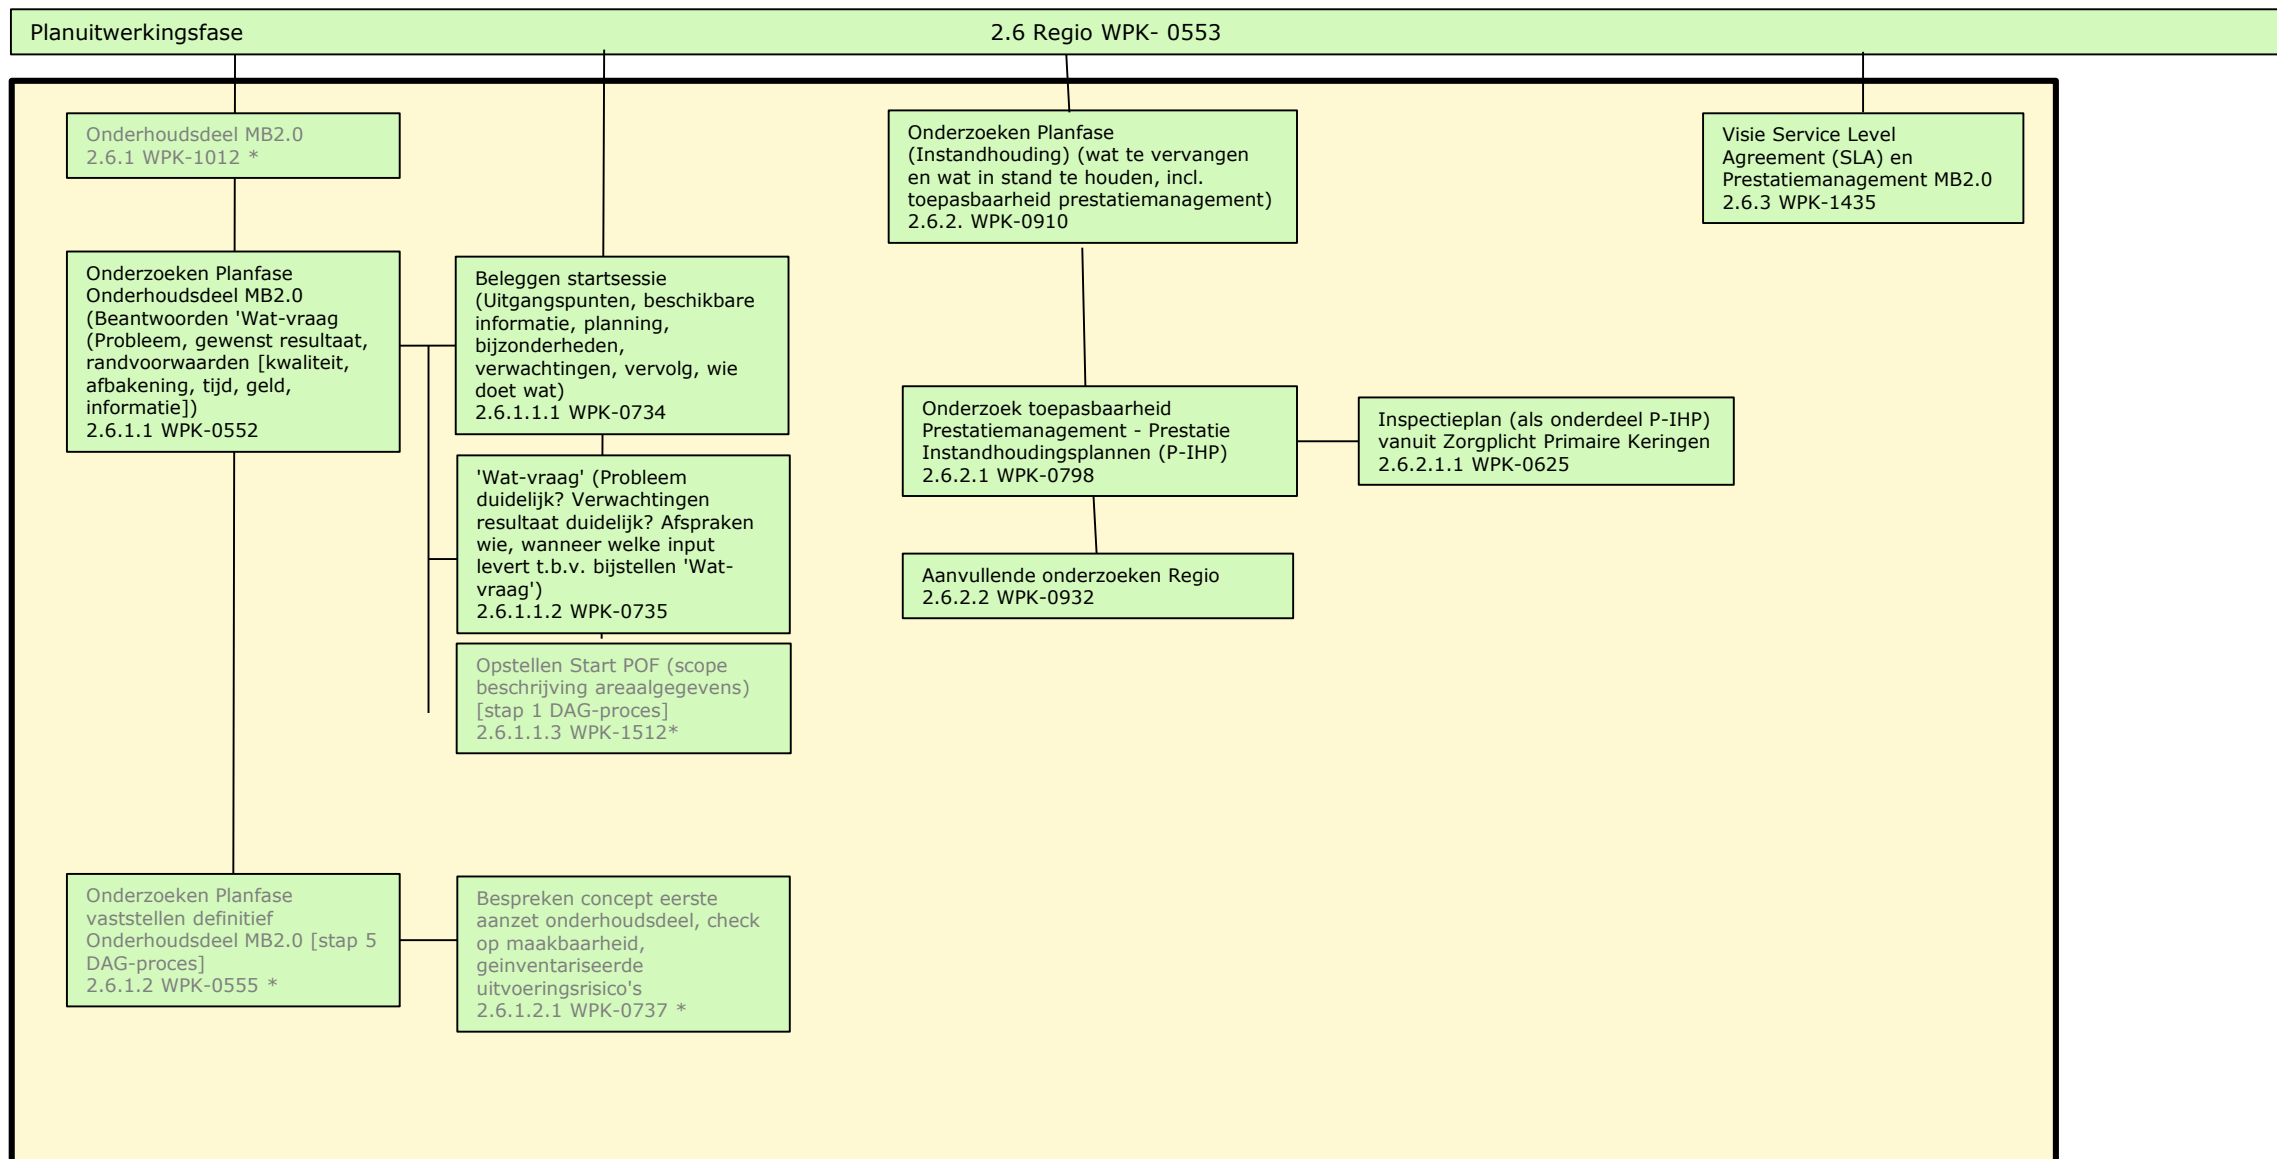 Planuitwerkingsfase 2.6 Regio WPK- 0553
Onderhoudsdeel MB2.0
2.6.1 WPK-1012 *
Onderzoeken Planfase
Onderhoudsdeel MB2.0
(Beantwoorden 'Wat-vraag
(Probleem, gewenst resultaat,
randvoorwaarden [kwaliteit,
afbakening, tijd, geld,
informatie])
2.6.1.1 WPK-0552
Beleggen startsessie
(Uitgangspunten, beschikbare
informatie, planning,
bijzonderheden,
verwachtingen, vervolg, wie
doet wat)
2.6.1.1.1 WPK-0734
'Wat-vraag' (Probleem
duidelijk? Verwachtingen
resultaat duidelijk? Afspraken
wie, wanneer welke input
levert t.b.v. bijstellen 'Wat-
vraag')
2.6.1.1.2 WPK-0735
Opstellen Start POF (scope
beschrijving areaalgegevens)
[stap 1 DAG-proces]
2.6.1.1.3 WPK-1512*
Onderzoeken Planfase
vaststellen definitief
Onderhoudsdeel MB2.0 [stap 5
DAG-proces]
2.6.1.2 WPK-0555 *
Bespreken concept eerste
aanzet onderhoudsdeel, check
op maakbaarheid,
geinventariseerde
uitvoeringsrisico's
2.6.1.2.1 WPK-0737 *
Onderzoeken Planfase
(Instandhouding) (wat te vervangen
en wat in stand te houden, incl.
toepasbaarheid prestatiemanagement)
2.6.2. WPK-0910
Onderzoek toepasbaarheid
Prestatiemanagement - Prestatie
Instandhoudingsplannen (P-IHP)
2.6.2.1 WPK-0798
Inspectieplan (als onderdeel P-IHP)
vanuit Zorgplicht Primaire Keringen
2.6.2.1.1 WPK-0625
Aanvullende onderzoeken Regio
2.6.2.2 WPK-0932
Visie Service Level
Agreement (SLA) en
Prestatiemanagement MB2.0
2.6.3 WPK-1435